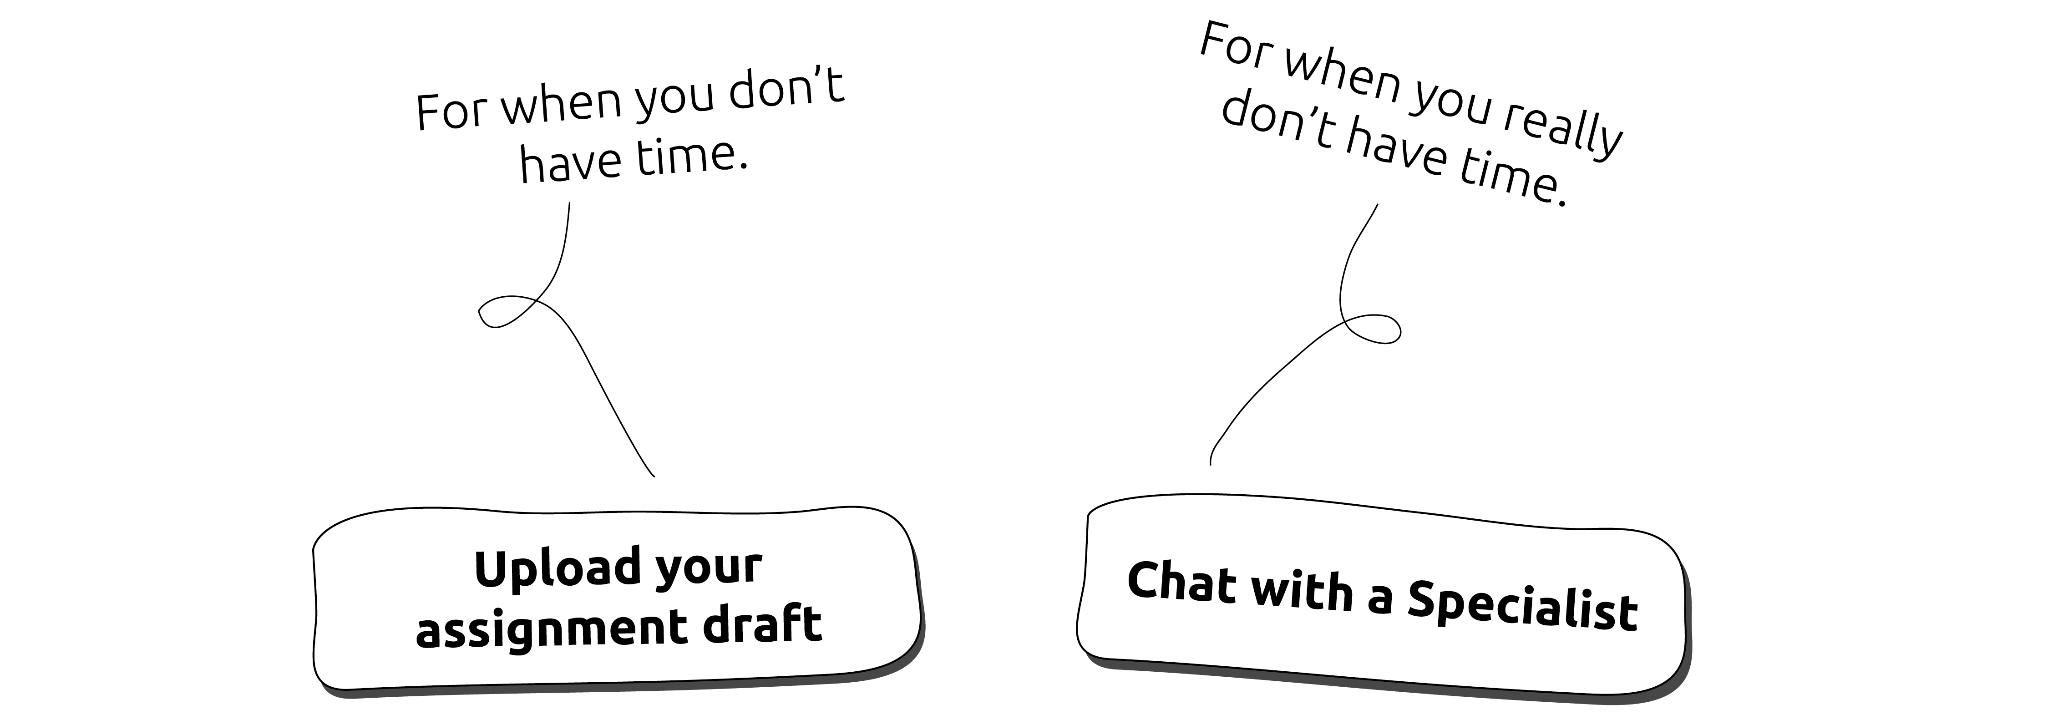 For when you don’t
have time.
For when you really
don’t have time.
Upload your
assignment draft
Chat with a Specialist